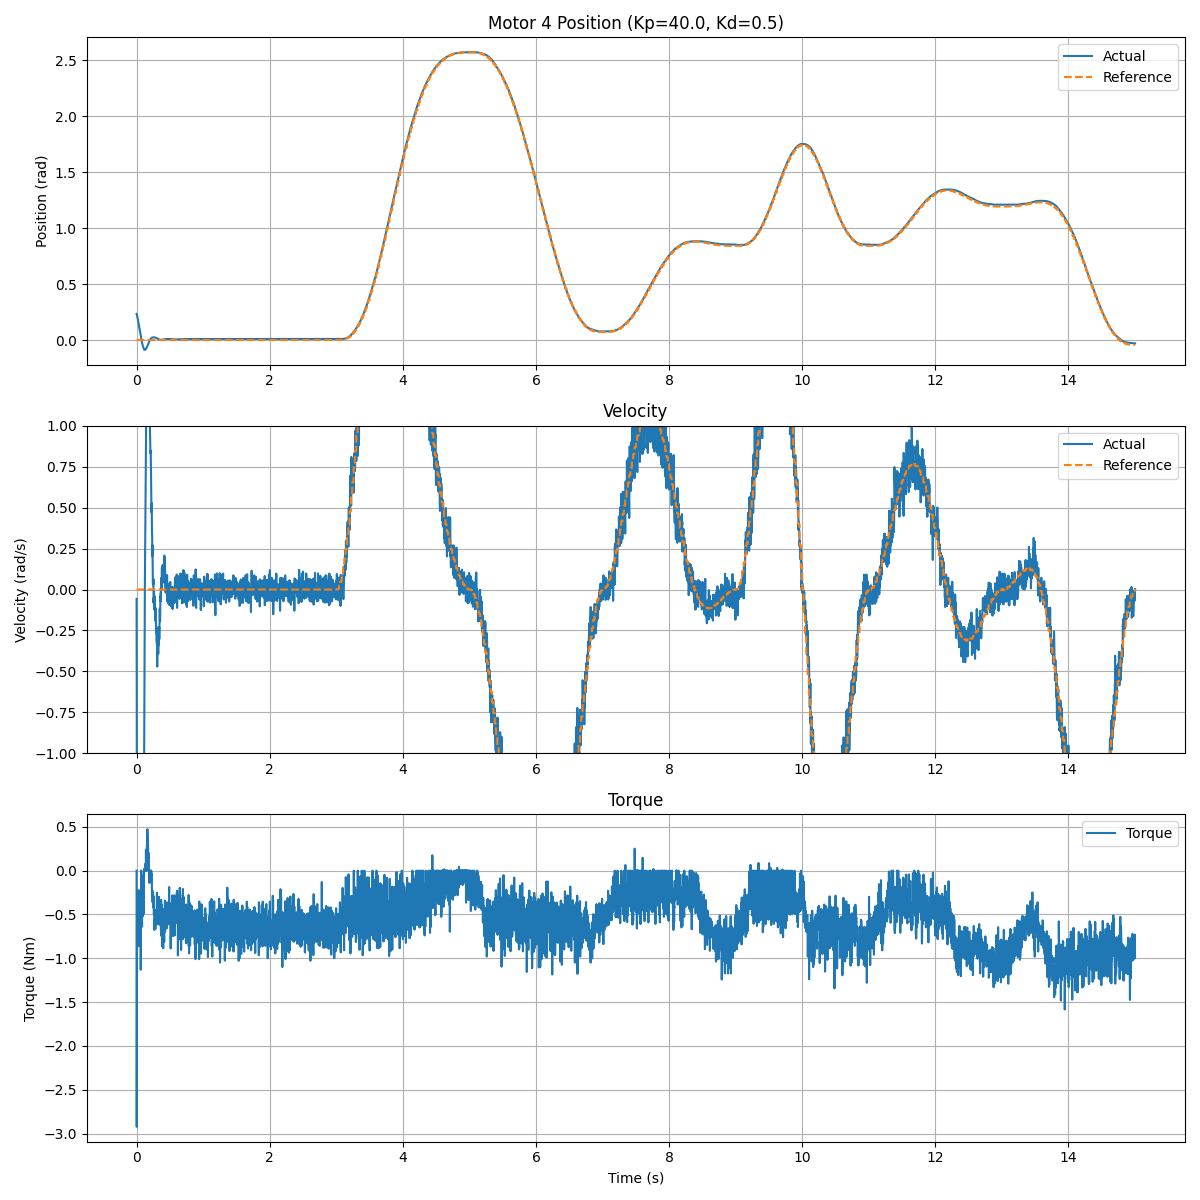 Motor 4 Position (Kp=40.0, Kd=0.5)
Position (rad)
2.5
2.0
1.5
1.0
0.5
0.0
Actual
Reference
0 2 4 6 8 10 12 14
Velocity
Velocity (rad/s)
1.00
0.75
0.50
0.25
0.00
−0.25
−0.50
−0.75
−1.00
Actual
Reference
0 2 4 6 8 10 12 14
Torque
Torque (Nm)
0.5
0.0
−0.5
−1.0
−1.5
−2.0
−2.5
−3.0
Torque
0 2 4 6 8 10 12 14
Time (s)